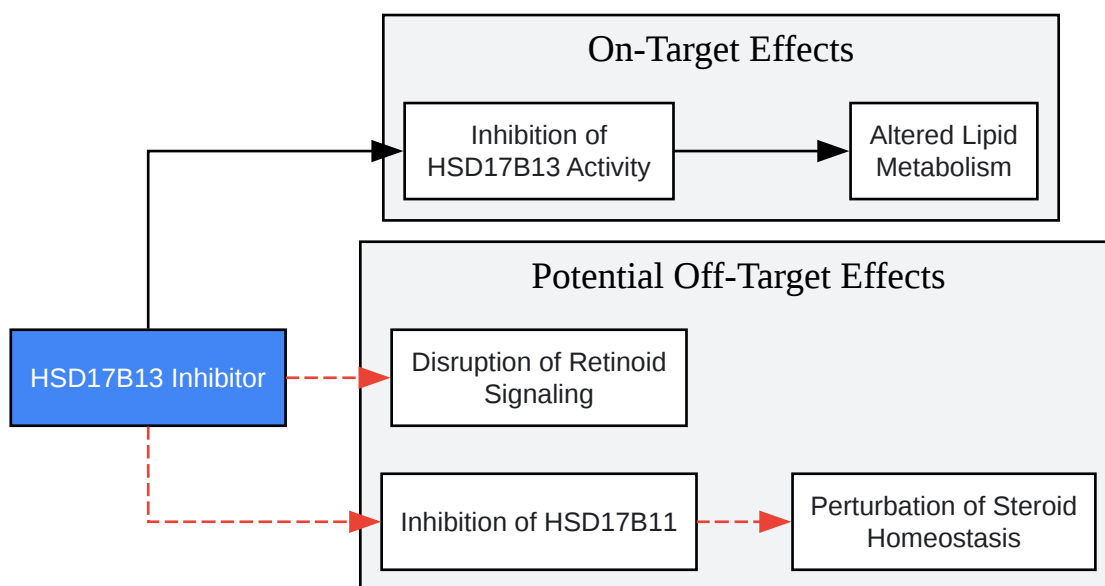 On-Target Effects
Inhibition of
HSD17B13 Activity
Altered Lipid
Metabolism
Potential Off-Target Effects
HSD17B13 Inhibitor
Disruption of Retinoid
Signaling
Inhibition of HSD17B11
Perturbation of Steroid
Homeostasis